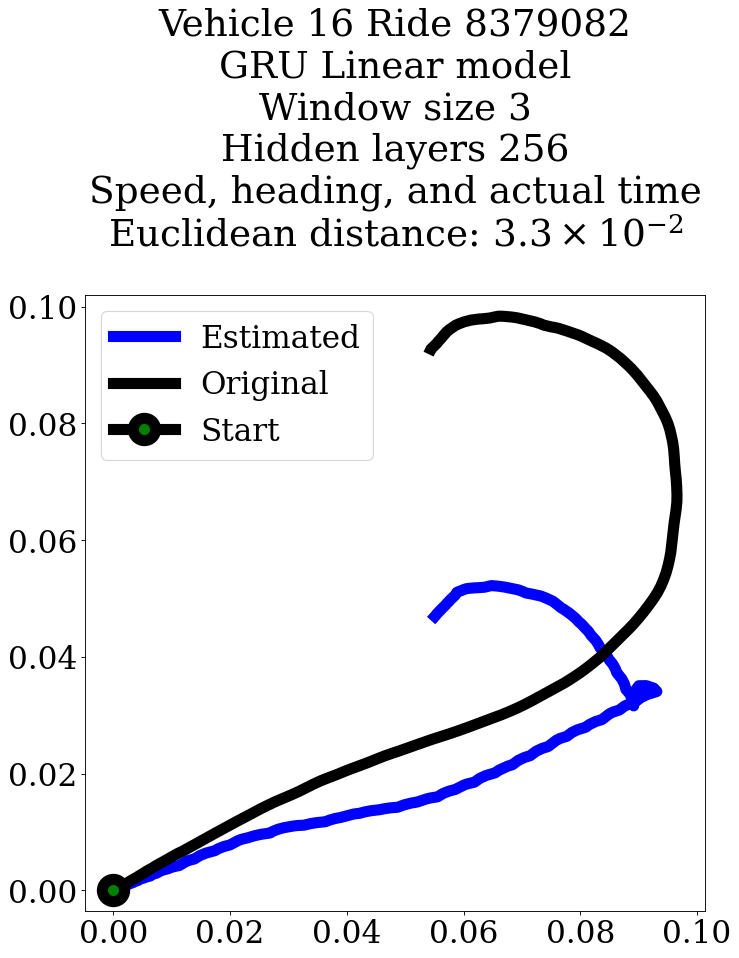 Vehicle 16 Ride 8379082
GRU Linear model
Window size 3
Hidden layers 256
Speed, heading, and actual time
Euclidean distance: 3.3 × 10⁻²
0.10
0.08
0.06
0.04
0.02
0.00
Estimated
Original
Start
0.00 0.02 0.04 0.06 0.08 0.10